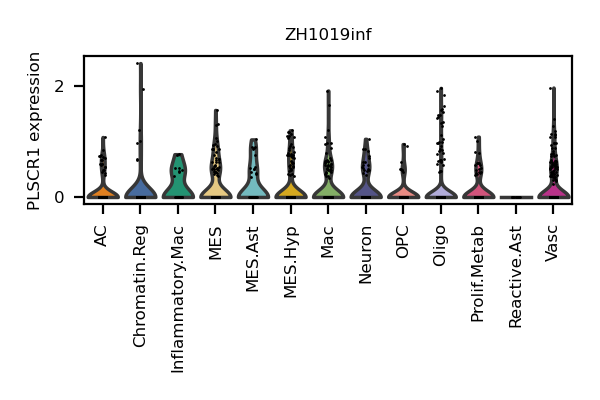 ZH1019inf
PLSCR1 expression
2
0
AC
Chromatin.Reg
Inflammatory.Mac
MES
MES.Ast
MES.Hyp
Mac
Neuron
OPC
Oligo
Prolif.Metab
Reactive.Ast
Vasc